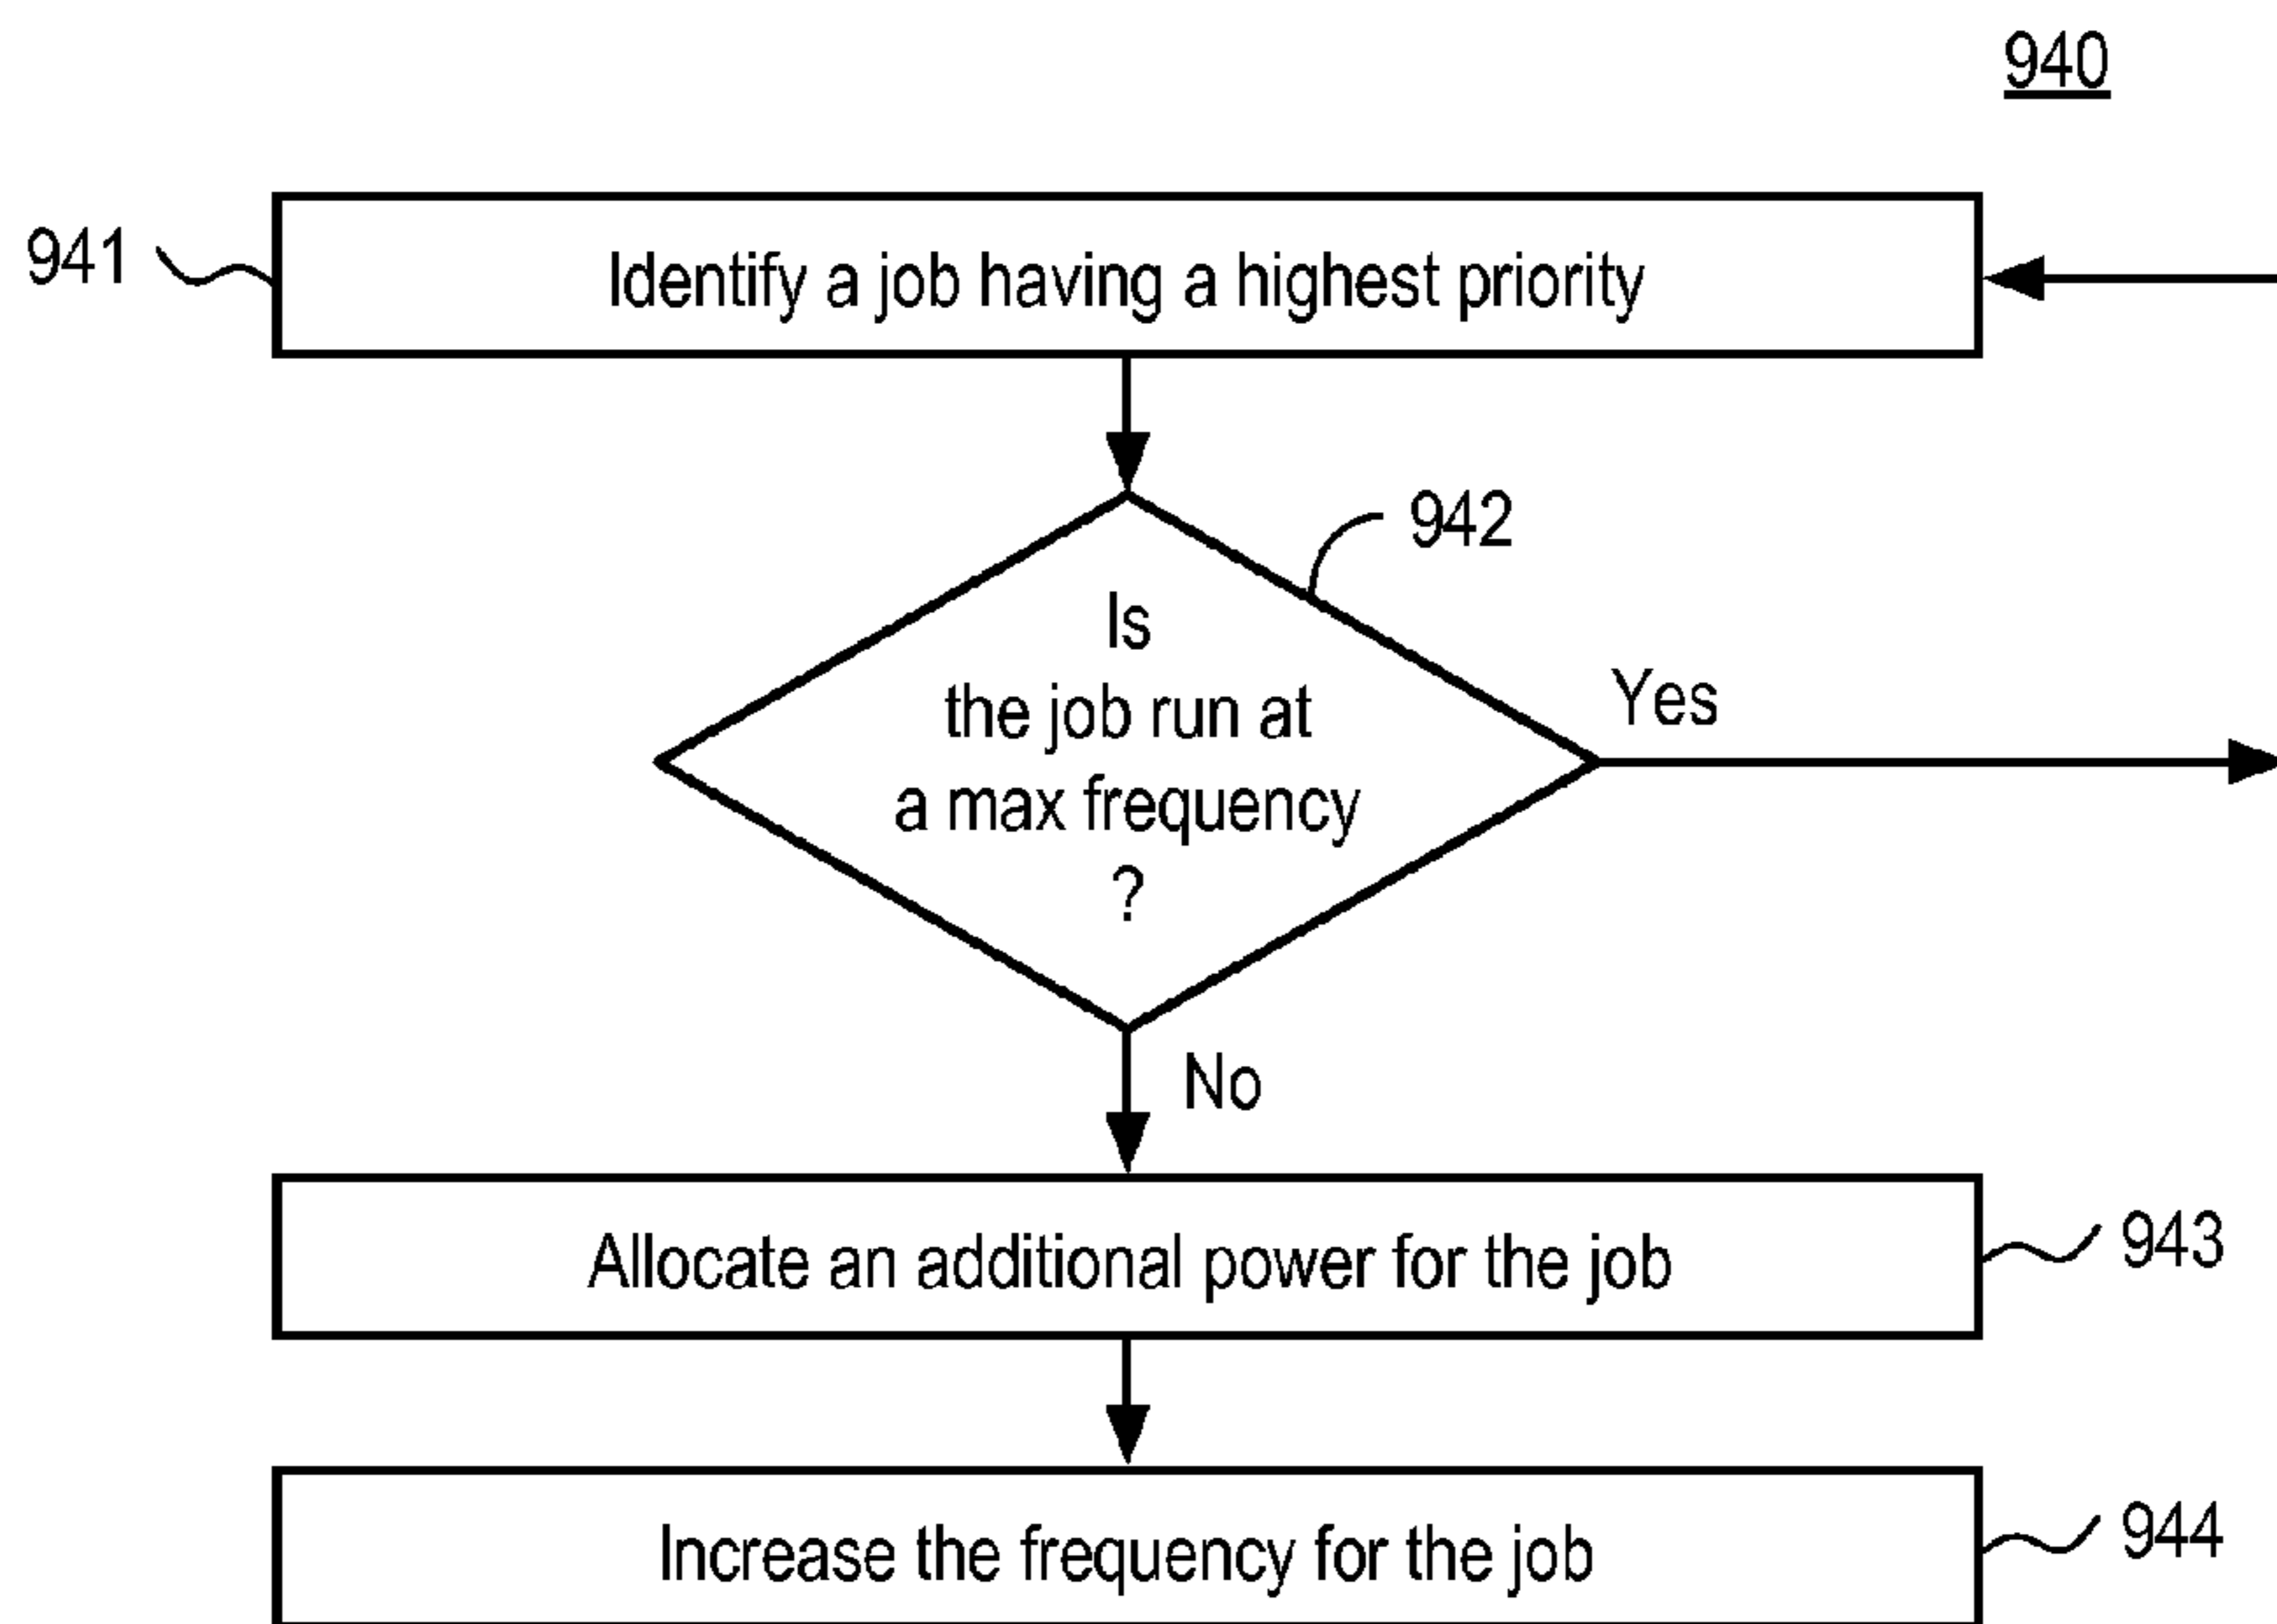 940
941
Identify a job having a highest priority
942
Is
the job run at
a max frequency
?
Yes
No
Allocate an additional power for the job
943
Increase the frequency for the job
944